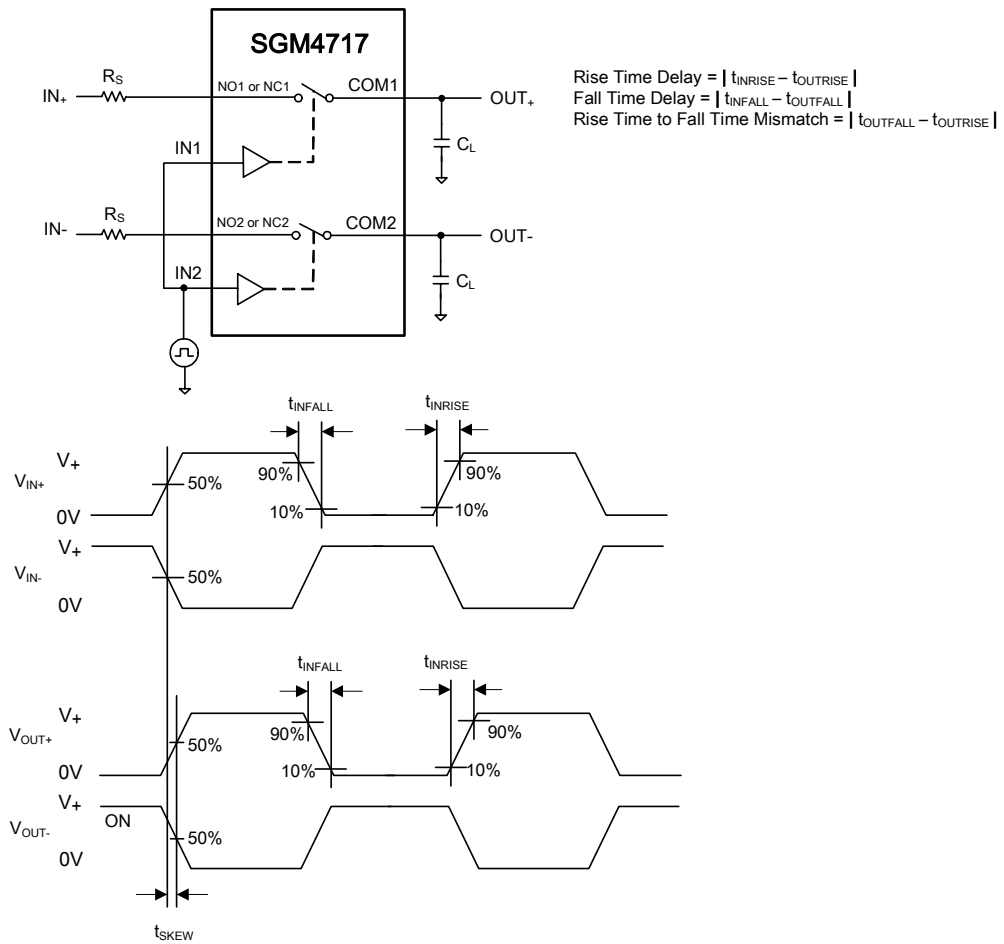 SGM4717
IN+
RS
NO1 or NC1
COM1
OUT+
CL
IN1
IN-
RS
NO2 or NC2
COM2
OUT-
CL
IN2
Rise Time Delay = | tINRISE – tOUTRISE |
Fall Time Delay = | tINFALL – tOUTFALL |
Rise Time to Fall Time Mismatch = | tOUTFALL – tOUTRISE |
tINFALL
tINRISE
V+
VIN+
0V
50%
90%
10%
90%
10%
V+
VIN-
0V
50%
tINFALL
tINRISE
V+
VOUT+
0V
50%
90%
10%
90%
10%
V+
VOUT-
0V
ON
50%
tSKEW